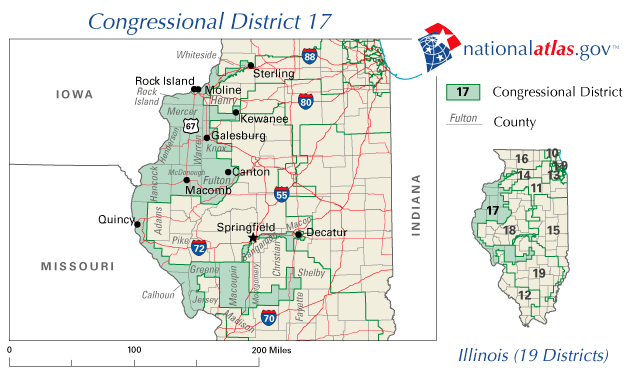 Congressional District 17
nationalatlas.gov™
17 Congressional District
Fulton County
IOWA
MISSOURI
INDIANA
Whiteside
88
Sterling
Rock Island
Moline
Rock
Island
Henry
80
Mercer
Kewanee
67
Galesburg
Henderson
Warren
Knox
McDonough
Fulton
Canton
Macomb
Hancock
55
Quincy
Adams
Springfield
Macon
Decatur
Sangamon
Pike
72
Christian
Greene
Shelby
Macoupin
Montgomery
Calhoun
Jersey
Fayette
Madison
70
0 100 200 Miles
16
10
14
13
11
17
18
15
19
12
Illinois (19 Districts)